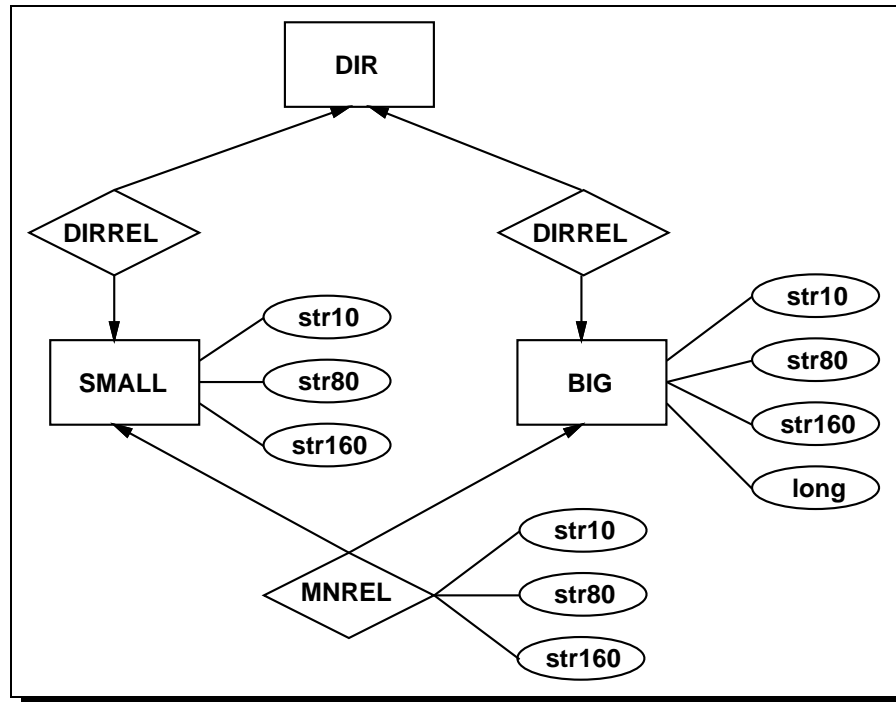 DIR
DIRREL
DIRREL
SMALL
str10
str80
str160
BIG
str10
str80
str160
long
MNREL
str10
str80
str160